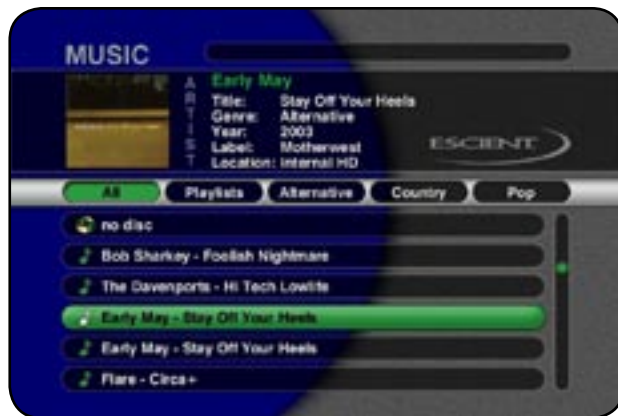 MUSIC
ARTIST
Early May
Title: Stay Off Your Heels
Genre: Alternative
Year: 2003
Label: Motherwest
Location: Internal HD
ESCIENT
All Playlists Alternative Country Pop
no disc
Bob Sharkey - Foolish Nightmare
The Davenports - Hi Tech Lowlife
Early May - Stay Off Your Heels
Early May - Stay Off Your Heels
Flare - Circa+